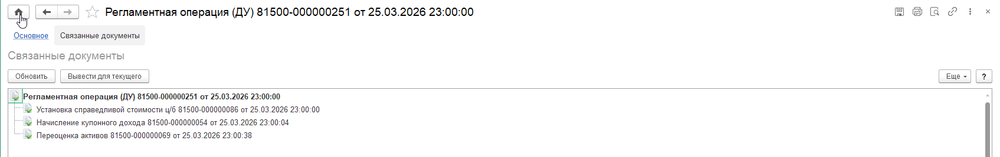 Регламентная операция (ДУ) 81500-000000251 от 25.03.2026 23:00:00
Основное Связанные документы
Связанные документы
Обновить Вывести для текущего Еще ?
Регламентная операция (ДУ) 81500-000000251 от 25.03.2026 23:00:00
Установка справедливой стоимости ц/б 81500-000000086 от 25.03.2026 23:00:00
Начисление купонного дохода 81500-000000054 от 25.03.2026 23:00:04
Переоценка активов 81500-000000069 от 25.03.2026 23:00:38